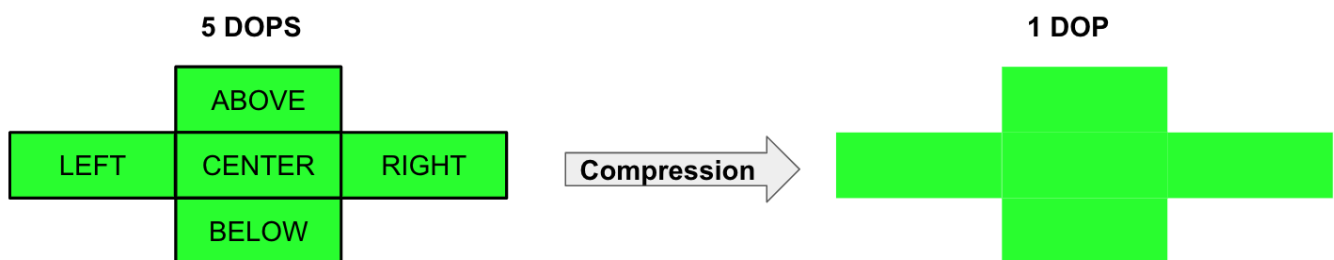 5 DOPS
1 DOP
ABOVE
LEFT CENTER RIGHT
Compression
BELOW